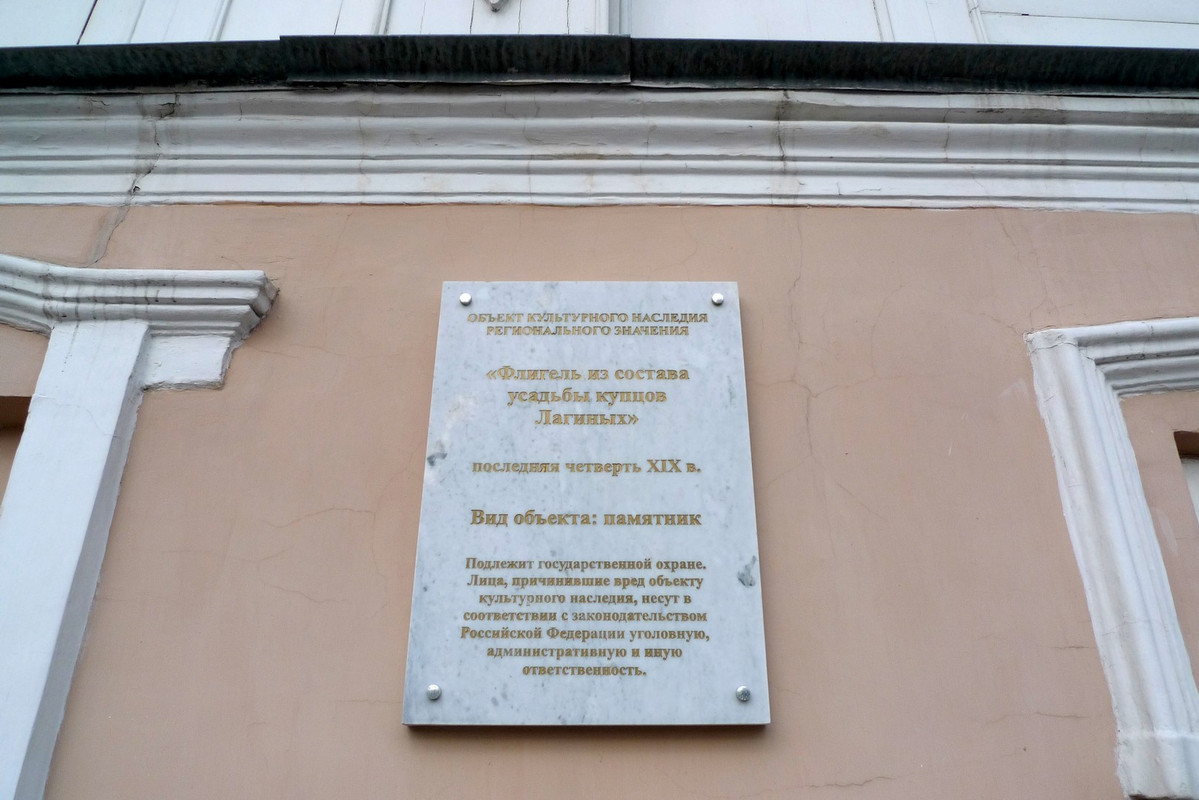 ОБЪЕКТ КУЛЬТУРНОГО НАСЛЕДИЯ
РЕГИОНАЛЬНОГО ЗНАЧЕНИЯ
«Флигель из состава
усадьбы купцов
Лагиных»
последняя четверть XIX в.
Вид объекта: памятник
Подлежит государственной охране.
Лица, причинившие вред объекту
культурного наследия, несут в
соответствии с законодательством
Российской Федерации уголовную,
административную и иную
ответственность.